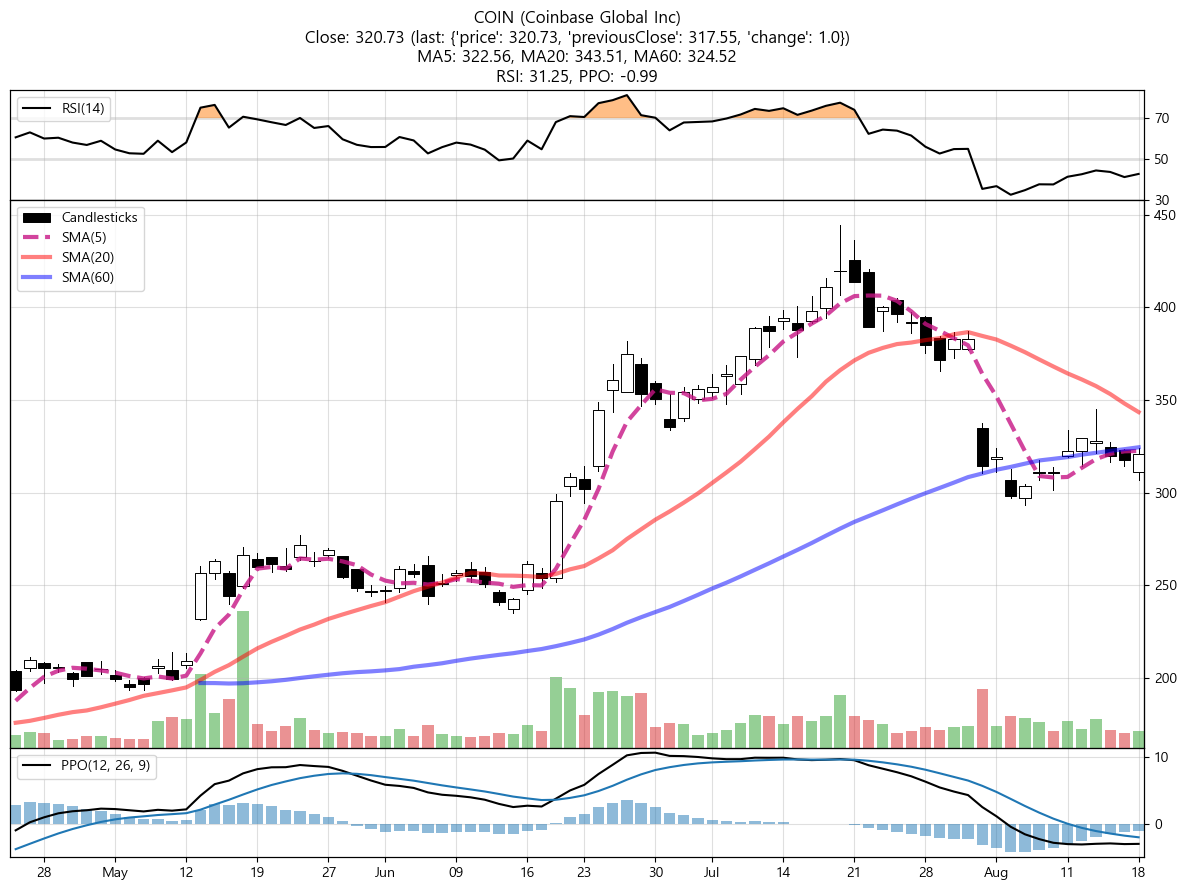 COIN (Coinbase Global Inc)
Close: 320.73 (last: {'price': 320.73, 'previousClose': 317.55, 'change': 1.0})
MA5: 322.56, MA20: 343.51, MA60: 324.52
RSI: 31.25, PPO: -0.99
RSI(14)
70
50
30
Candlesticks
SMA(5)
SMA(20)
SMA(60)
450
400
350
300
250
200
PPO(12, 26, 9)
10
0
28 May 12 19 27 Jun 09 16 23 30 Jul 14 21 28 Aug 11 18